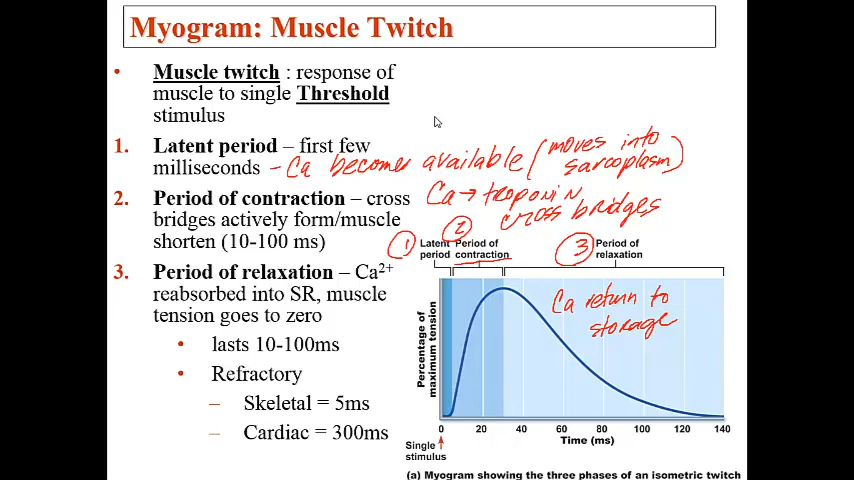 Myogram: Muscle Twitch
• Muscle twitch : response of
muscle to single Threshold
stimulus
1. Latent period – first few
milliseconds - Ca becomes available (moves into
sarcoplasm)
2. Period of contraction – cross
bridges actively form/muscle
shorten (10-100 ms)
Ca → troponin
cross bridges
3. Period of relaxation – Ca2+
reabsorbed into SR, muscle
tension goes to zero
• lasts 10-100ms
• Refractory
– Skeletal = 5ms
– Cardiac = 300ms
1 2 3
Latent period
Period of contraction
Period of relaxation
Ca return to
storage
Percentage of
maximum tension
0 20 40 60 80 100 120 140
Time (ms)
Single
stimulus
(a) Myogram showing the three phases of an isometric twitch